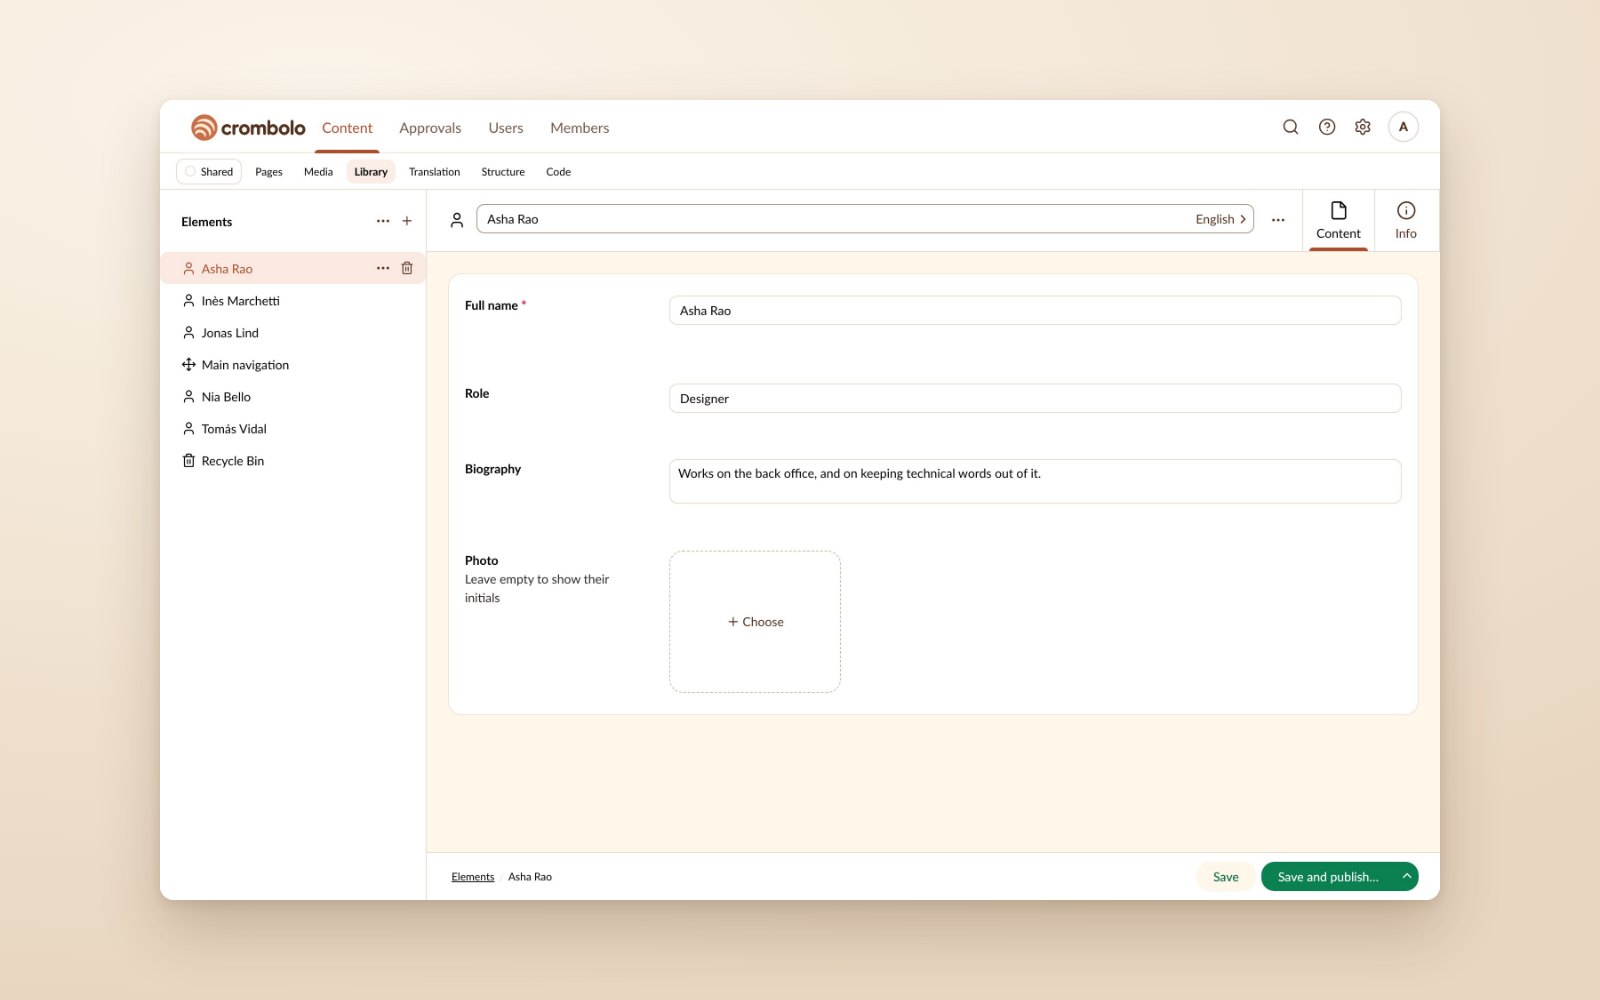 crombolo
Content
Approvals
Users
Members
A
Shared
Pages
Media
Library
Translation
Structure
Code
Elements
Asha Rao
English
Content
Info
Asha Rao
Inès Marchetti
Jonas Lind
Main navigation
Nia Bello
Tomás Vidal
Recycle Bin
Full name *
Asha Rao
Role
Designer
Biography
Works on the back office, and on keeping technical words out of it.
Photo
Leave empty to show their
initials
+ Choose
Elements / Asha Rao
Save
Save and publish...